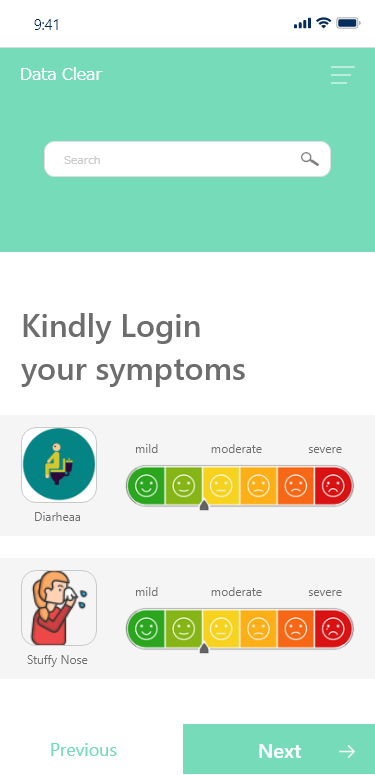 9:41
Data Clear
Search
Kindly Login
your symptoms
mild moderate severe
Diarheaa
mild moderate severe
Stuffy Nose
Previous Next